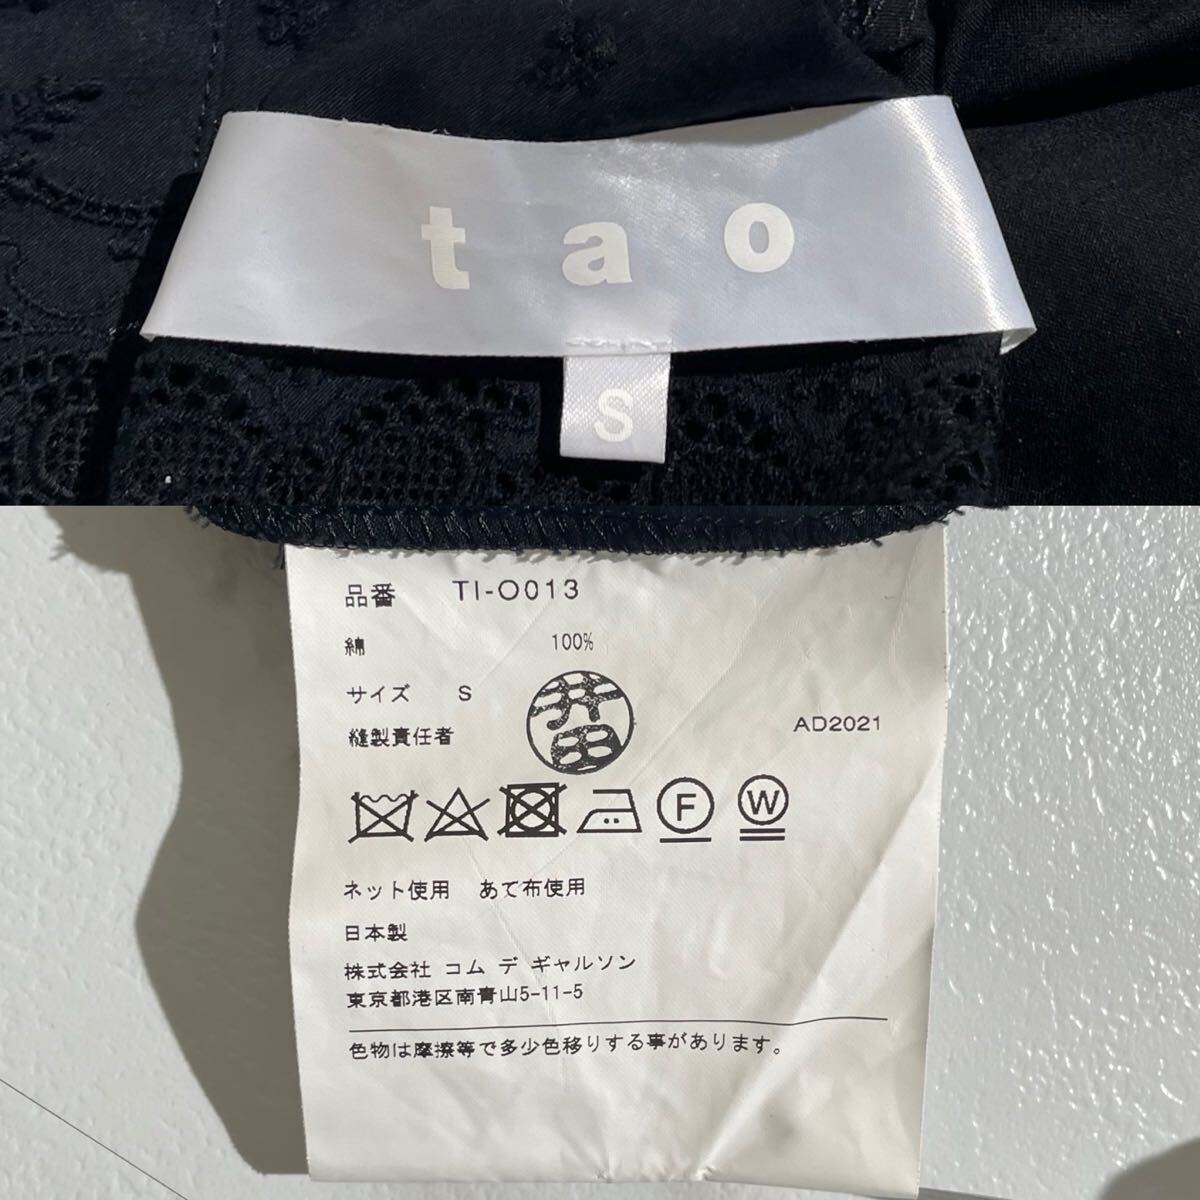 tao
S
品番 TI-O013
綿 100%
サイズ S
縫製責任者 井田 AD2021
F W
ネット使用 あて布使用
日本製
株式会社 コム デ ギャルソン
東京都港区南青山5-11-5
色物は摩擦等で多少色移りする事があります。